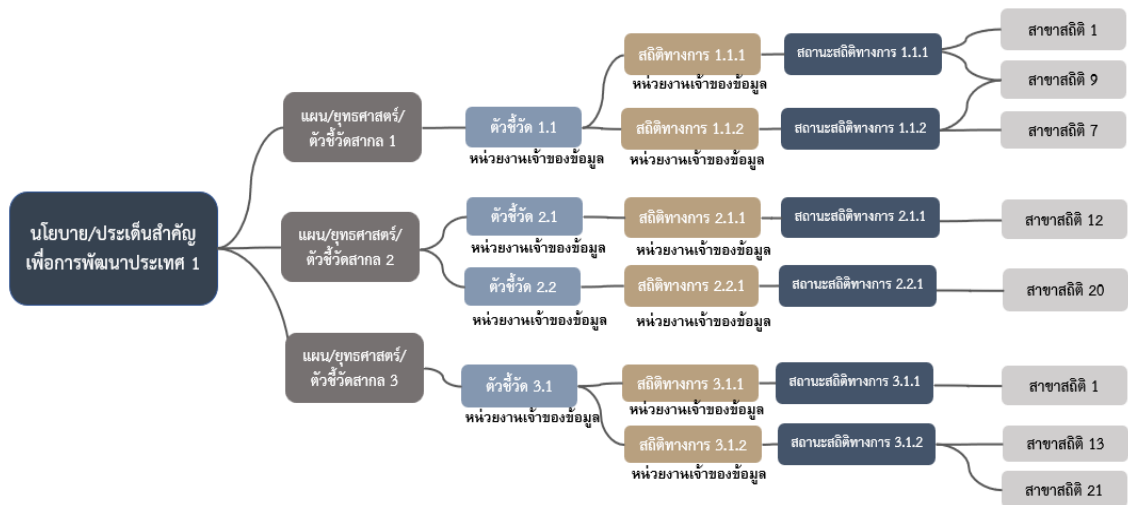 นโยบาย/ประเด็นสำคัญ
เพื่อการพัฒนาประเทศ 1
แผน/ยุทธศาสตร์/
ตัวชี้วัดสากล 1
ตัวชี้วัด 1.1
หน่วยงานเจ้าของข้อมูล
สถิติทางการ 1.1.1
หน่วยงานเจ้าของข้อมูล
สถานะสถิติทางการ 1.1.1
สาขาสถิติ 1
สาขาสถิติ 9
สถิติทางการ 1.1.2
หน่วยงานเจ้าของข้อมูล
สถานะสถิติทางการ 1.1.2
สาขาสถิติ 7
แผน/ยุทธศาสตร์/
ตัวชี้วัดสากล 2
ตัวชี้วัด 2.1
หน่วยงานเจ้าของข้อมูล
สถิติทางการ 2.1.1
หน่วยงานเจ้าของข้อมูล
สถานะสถิติทางการ 2.1.1
สาขาสถิติ 12
ตัวชี้วัด 2.2
หน่วยงานเจ้าของข้อมูล
สถิติทางการ 2.2.1
หน่วยงานเจ้าของข้อมูล
สถานะสถิติทางการ 2.2.1
สาขาสถิติ 20
แผน/ยุทธศาสตร์/
ตัวชี้วัดสากล 3
ตัวชี้วัด 3.1
หน่วยงานเจ้าของข้อมูล
สถิติทางการ 3.1.1
หน่วยงานเจ้าของข้อมูล
สถานะสถิติทางการ 3.1.1
สาขาสถิติ 1
สถิติทางการ 3.1.2
หน่วยงานเจ้าของข้อมูล
สถานะสถิติทางการ 3.1.2
สาขาสถิติ 13
สาขาสถิติ 21